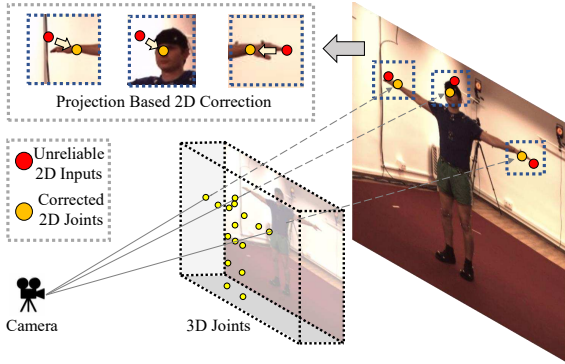 Projection Based 2D Correction
Unreliable
2D Inputs
Corrected
2D Joints
Camera
3D Joints